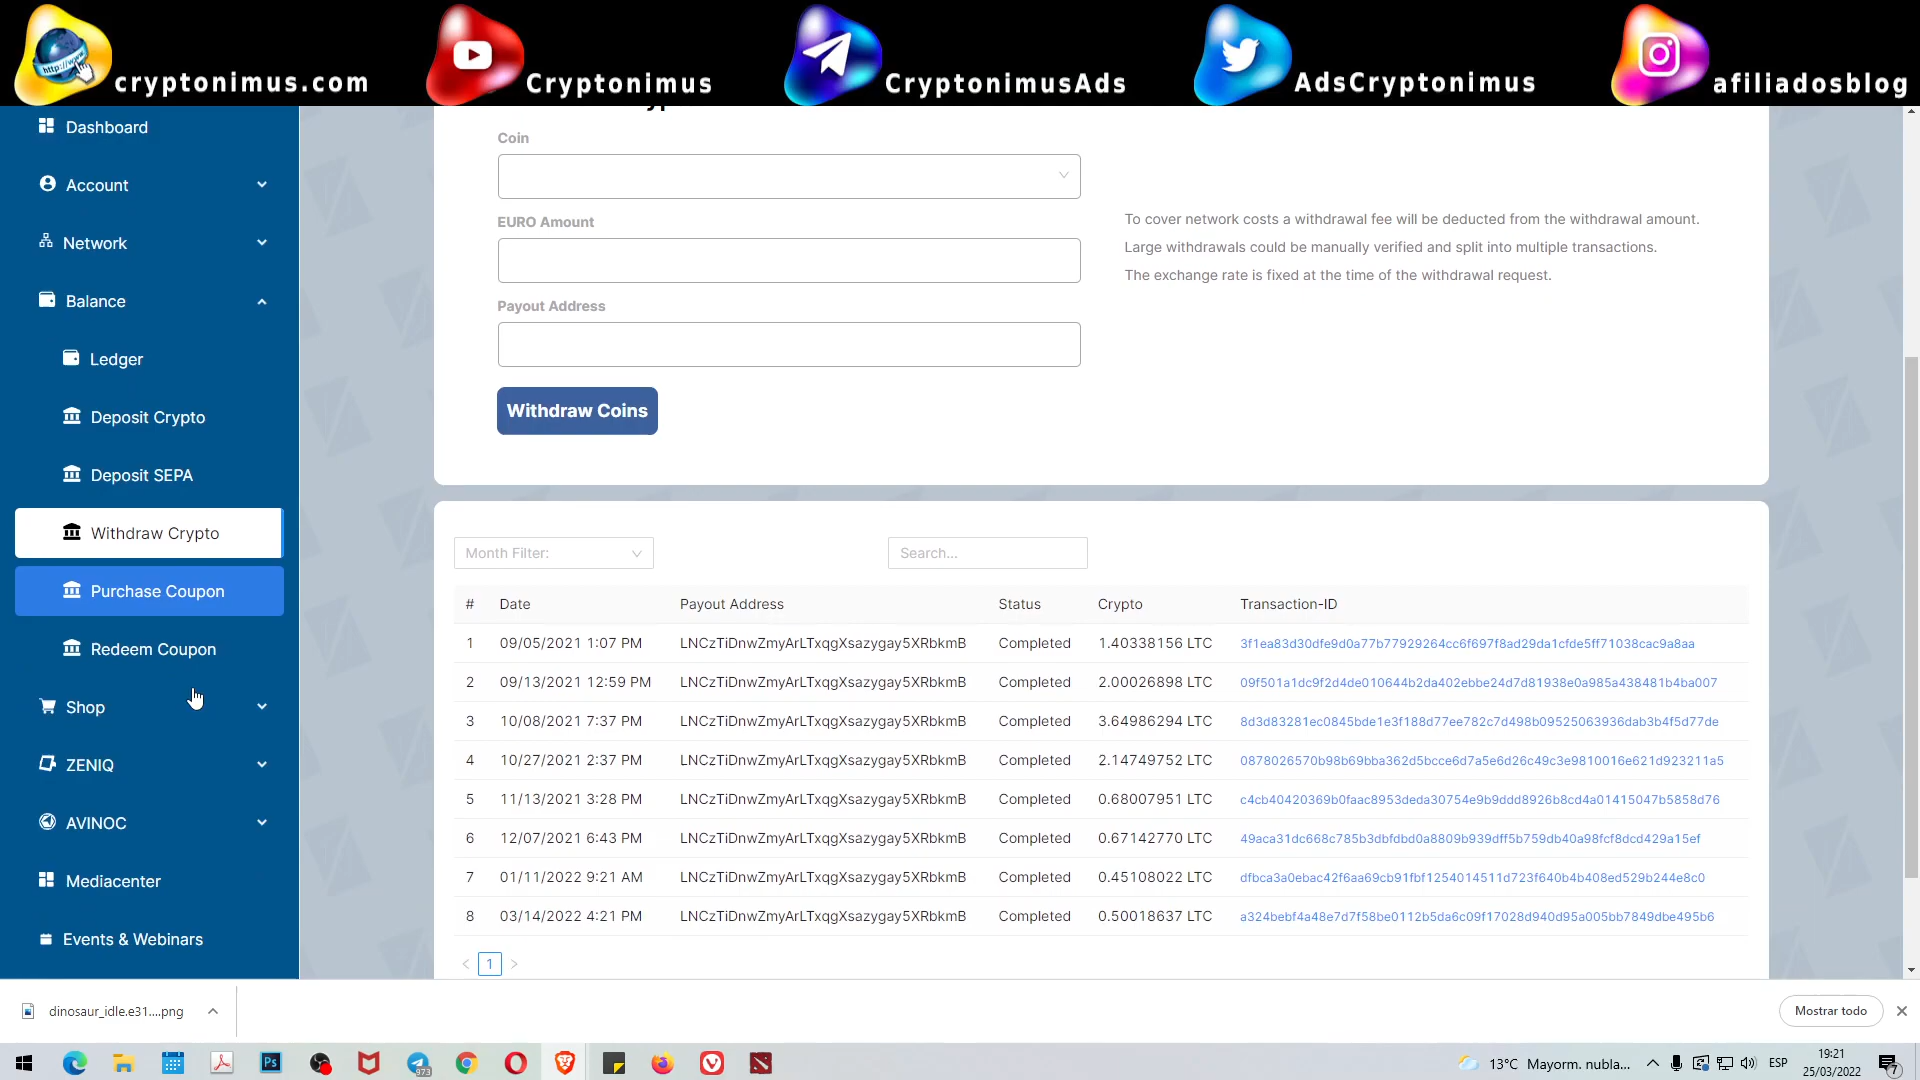 cryptonimus.com
Cryptonimus
CryptonimusAds
AdsCryptonimus
afiliadosblog
Dashboard
Account
Network
Balance
Ledger
Deposit Crypto
Deposit SEPA
Withdraw Crypto
Purchase Coupon
Redeem Coupon
Shop
ZENIQ
AVINOC
Mediacenter
Events & Webinars
Coin
EURO Amount
Payout Address
Withdraw Coins
To cover network costs a withdrawal fee will be deducted from the withdrawal amount.
Large withdrawals could be manually verified and split into multiple transactions.
The exchange rate is fixed at the time of the withdrawal request.
Month Filter:
Search...
# Date Payout Address Status Crypto Transaction-ID
1 09/05/2021 1:07 PM LNCzTiDnwZmyArLTxqgXsazygay5XRbkmB Completed 1.40338156 LTC 3f1ea83d30dfe9d0a77b77929264cc6f697f8ad29da1cfde5ff71038cac9a8aa
2 09/13/2021 12:59 PM LNCzTiDnwZmyArLTxqgXsazygay5XRbkmB Completed 2.00026898 LTC 09f501a1dc9f2d4de010644b2da402ebbe24d7d81938e0a985a438481b4ba007
3 10/08/2021 7:37 PM LNCzTiDnwZmyArLTxqgXsazygay5XRbkmB Completed 3.64986294 LTC 8d3d83281ec0845bde1e3f188d77ee782c7d498b09525063936dab3b4f5d77de
4 10/27/2021 2:37 PM LNCzTiDnwZmyArLTxqgXsazygay5XRbkmB Completed 2.14749752 LTC 0878026570b98b69bba362d5bcce6d7a5e6d26c49c3e9810016e621d923211a5
5 11/13/2021 3:28 PM LNCzTiDnwZmyArLTxqgXsazygay5XRbkmB Completed 0.68007951 LTC c4cb40420369b0faac8953deda30754e9b9ddd8926b8cd4a01415047b5858d76
6 12/07/2021 6:43 PM LNCzTiDnwZmyArLTxqgXsazygay5XRbkmB Completed 0.67142770 LTC 49aca31dc668c785b3dbfdbd0a8809b939dff5b759db40a98fcf8dcd429a15ef
7 01/11/2022 9:21 AM LNCzTiDnwZmyArLTxqgXsazygay5XRbkmB Completed 0.45108022 LTC dfbca3a0ebac42f6aa69cb91fbf1254014511d723f640b4b408ed529b244e8c0
8 03/14/2022 4:21 PM LNCzTiDnwZmyArLTxqgXsazygay5XRbkmB Completed 0.50018637 LTC a324bebf4a48e7d7f58be0112b5da6c09f17028d940d95a005bb7849dbe495b6
< 1 >
dinosaur_idle.e31....png
Mostrar todo
13°C Mayorm. nubla...
ESP
19:21
25/03/2022